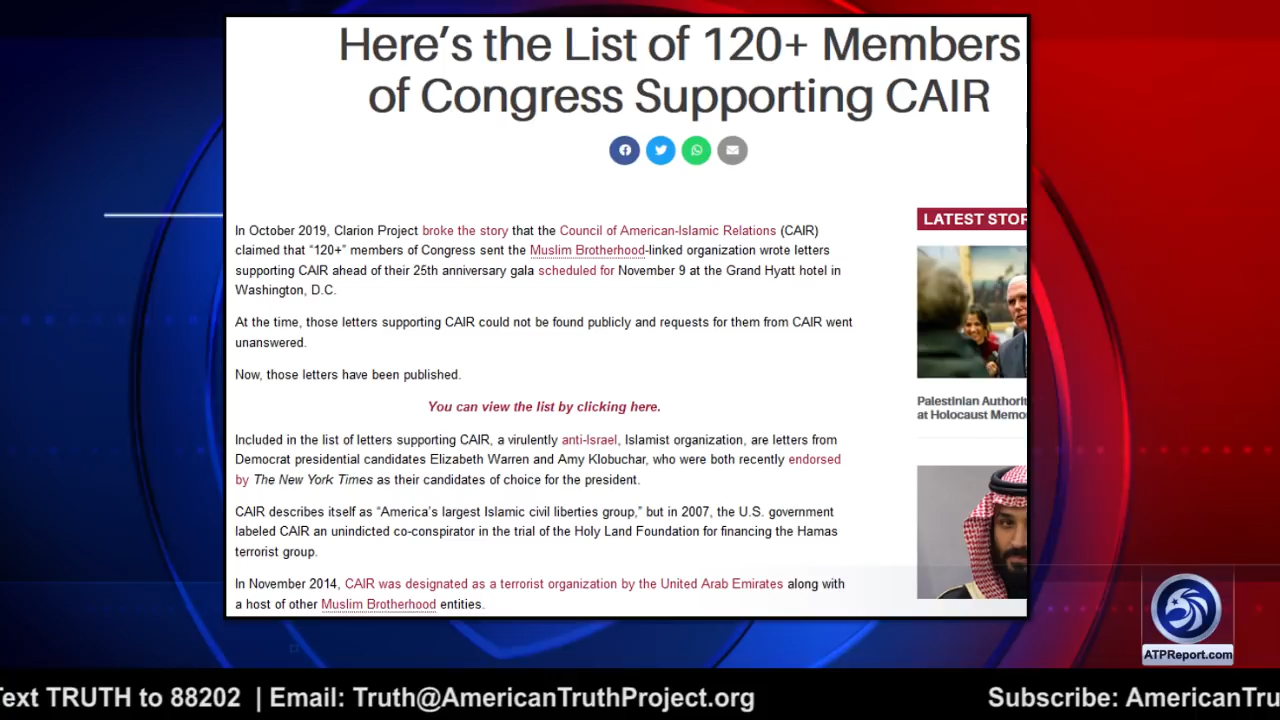 Here's the List of 120+ Members
of Congress Supporting CAIR
In October 2019, Clarion Project broke the story that the Council of American-Islamic Relations (CAIR)
claimed that "120+" members of Congress sent the Muslim Brotherhood-linked organization wrote letters
supporting CAIR ahead of their 25th anniversary gala scheduled for November 9 at the Grand Hyatt hotel in
Washington, D.C.
At the time, those letters supporting CAIR could not be found publicly and requests for them from CAIR went
unanswered.
Now, those letters have been published.
You can view the list by clicking here.
Included in the list of letters supporting CAIR, a virulently anti-Israel, Islamist organization, are letters from
Democrat presidential candidates Elizabeth Warren and Amy Klobuchar, who were both recently endorsed
by The New York Times as their candidates of choice for the president.
CAIR describes itself as "America's largest Islamic civil liberties group," but in 2007, the U.S. government
labeled CAIR an unindicted co-conspirator in the trial of the Holy Land Foundation for financing the Hamas
terrorist group.
In November 2014, CAIR was designated as a terrorist organization by the United Arab Emirates along with
a host of other Muslim Brotherhood entities.
LATEST STOR
Palestinian Authorit
at Holocaust Memo
ATPReport.com
Text TRUTH to 88202 | Email: Truth@AmericanTruthProject.org
Subscribe: AmericanTru